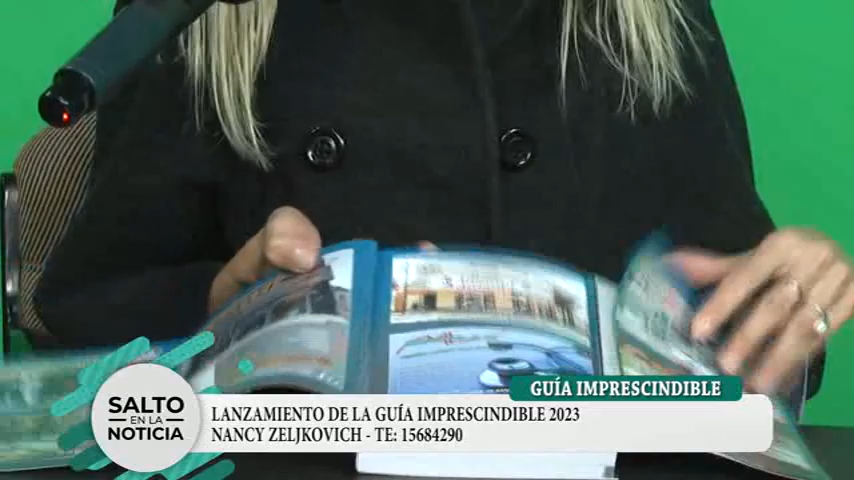 GUÍA IMPRESCINDIBLE
SALTO
EN LA
NOTICIA
LANZAMIENTO DE LA GUÍA IMPRESCINDIBLE 2023
NANCY ZELJKOVICH - TE: 15684290